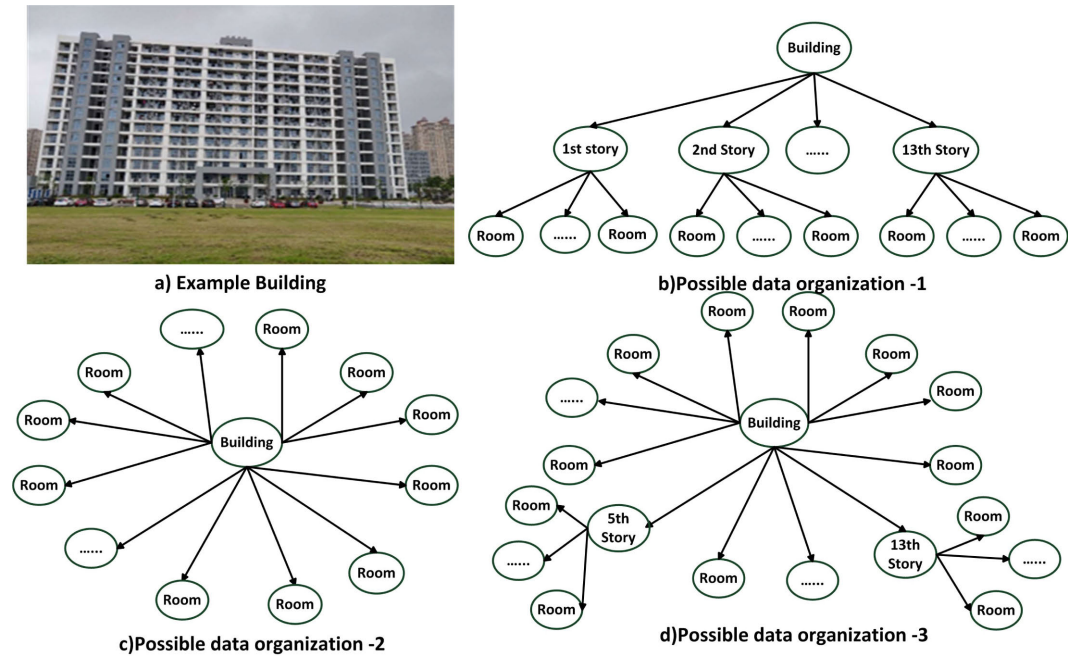 Building
1st story
2nd Story
…...
13th Story
Room
…...
Room
Room
…...
Room
Room
…...
Room
a) Example Building
b)Possible data organization -1
…...
Room
Room
Room
Room
Room
Building
Room
Room
…...
Room
Room
Room
c)Possible data organization -2
Room
Room
Room
Room
…...
Room
Building
Room
Room
Room
5th
Story
…...
Room
Room
…...
13th
Story
Room
…...
Room
d)Possible data organization -3